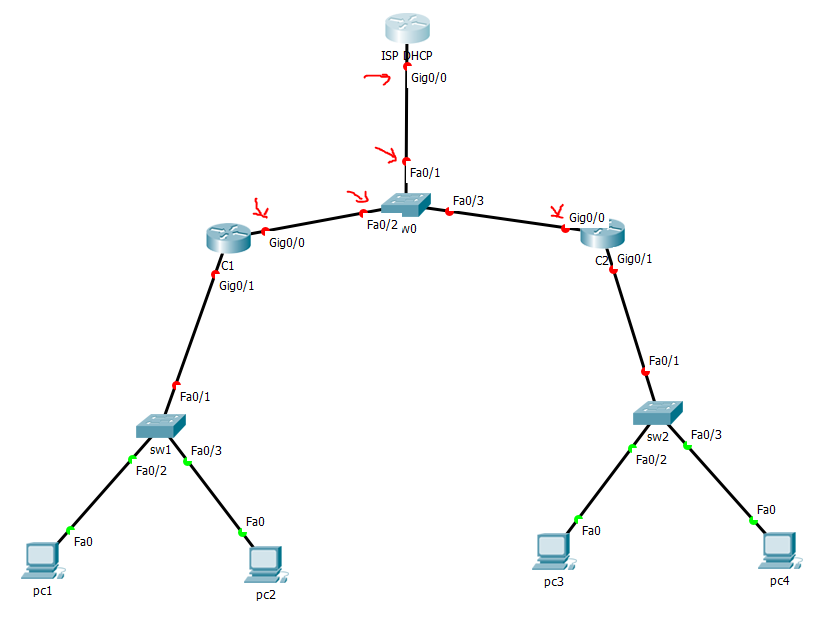 ISP DHCP
Gig0/0
Fa0/1
Fa0/3
Fa0/2
w0
Gig0/0
Gig0/0
C1
C2
Gig0/1
Gig0/1
Fa0/1
Fa0/1
sw1
sw2
Fa0/2
Fa0/3
Fa0/2
Fa0/3
Fa0
Fa0
Fa0
Fa0
pc1
pc2
pc3
pc4